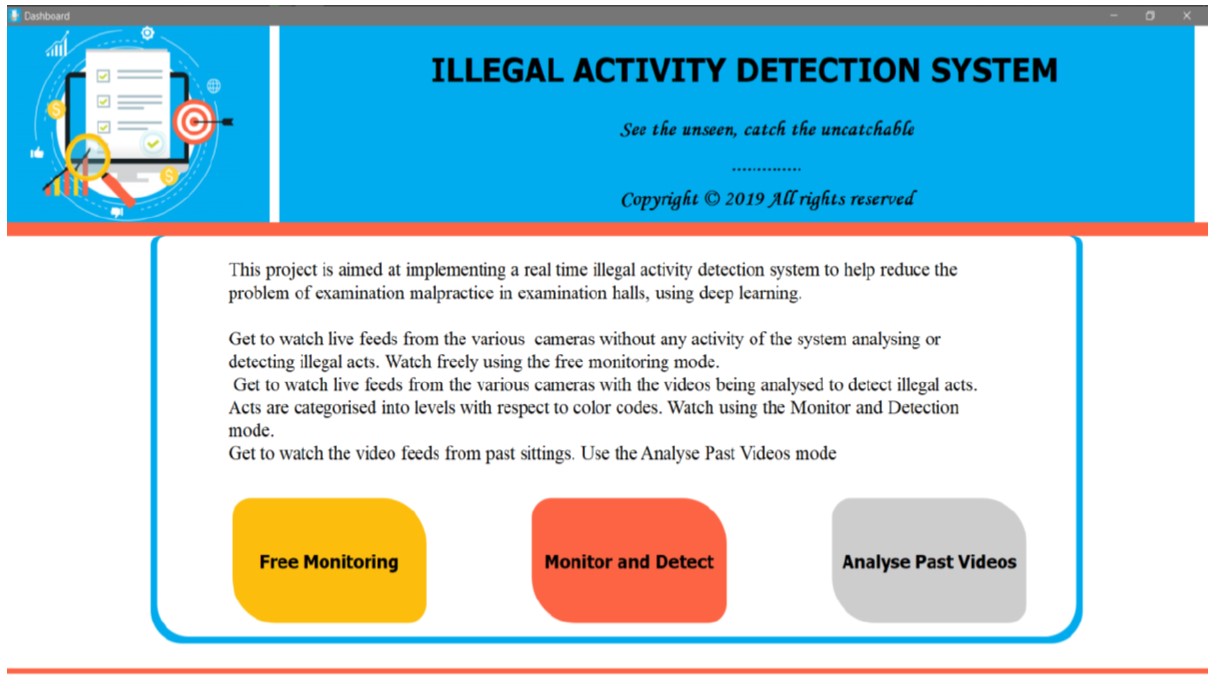 Dashboard
ILLEGAL ACTIVITY DETECTION SYSTEM
See the unseen, catch the uncatchable
..............
Copyright © 2019 All rights reserved
This project is aimed at implementing a real time illegal activity detection system to help reduce the
problem of examination malpractice in examination halls, using deep learning.
Get to watch live feeds from the various  cameras without any activity of the system analysing or
detecting illegal acts. Watch freely using the free monitoring mode.
Get to watch live feeds from the various cameras with the videos being analysed to detect illegal acts.
Acts are categorised into levels with respect to color codes. Watch using the Monitor and Detection
mode.
Get to watch the video feeds from past sittings. Use the Analyse Past Videos mode
Free Monitoring
Monitor and Detect
Analyse Past Videos